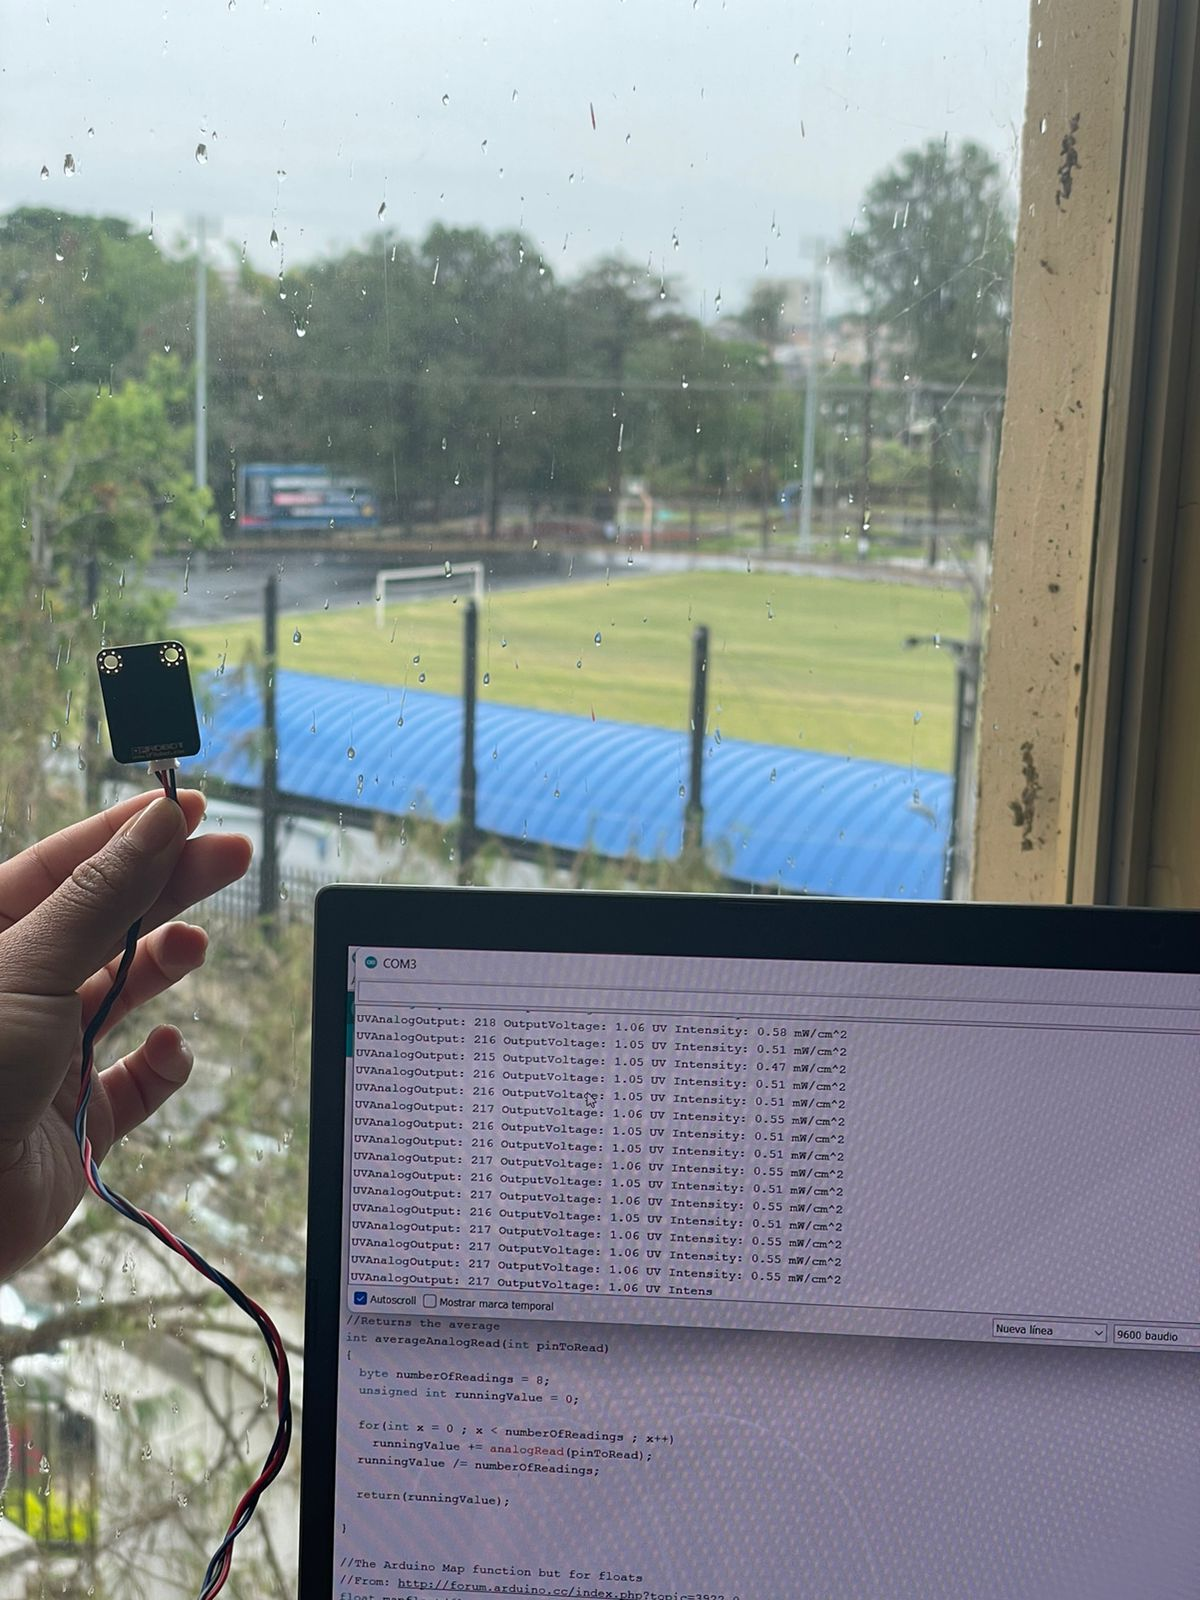 DFROBOT
COM3
UVAnalogOutput: 218 OutputVoltage: 1.06 UV Intensity: 0.58 mW/cm^2
UVAnalogOutput: 216 OutputVoltage: 1.05 UV Intensity: 0.51 mW/cm^2
UVAnalogOutput: 215 OutputVoltage: 1.05 UV Intensity: 0.47 mW/cm^2
UVAnalogOutput: 216 OutputVoltage: 1.05 UV Intensity: 0.51 mW/cm^2
UVAnalogOutput: 216 OutputVoltage: 1.05 UV Intensity: 0.51 mW/cm^2
UVAnalogOutput: 217 OutputVoltage: 1.06 UV Intensity: 0.55 mW/cm^2
UVAnalogOutput: 216 OutputVoltage: 1.05 UV Intensity: 0.51 mW/cm^2
UVAnalogOutput: 216 OutputVoltage: 1.05 UV Intensity: 0.51 mW/cm^2
UVAnalogOutput: 217 OutputVoltage: 1.06 UV Intensity: 0.55 mW/cm^2
UVAnalogOutput: 216 OutputVoltage: 1.05 UV Intensity: 0.51 mW/cm^2
UVAnalogOutput: 217 OutputVoltage: 1.06 UV Intensity: 0.55 mW/cm^2
UVAnalogOutput: 216 OutputVoltage: 1.05 UV Intensity: 0.51 mW/cm^2
UVAnalogOutput: 217 OutputVoltage: 1.06 UV Intensity: 0.55 mW/cm^2
UVAnalogOutput: 217 OutputVoltage: 1.06 UV Intensity: 0.55 mW/cm^2
UVAnalogOutput: 217 OutputVoltage: 1.06 UV Intensity: 0.55 mW/cm^2
UVAnalogOutput: 217 OutputVoltage: 1.06 UV Intens
Autoscroll Mostrar marca temporal Nueva línea 9600 baudio
//Returns the average
int averageAnalogRead(int pinToRead)
{
byte numberOfReadings = 8;
unsigned int runningValue = 0;
for(int x = 0 ; x < numberOfReadings ; x++)
runningValue += analogRead(pinToRead);
runningValue /= numberOfReadings;
return(runningValue);
}
//The Arduino Map function but for floats
//From: http://forum.arduino.cc/index.php?topic=3922
float